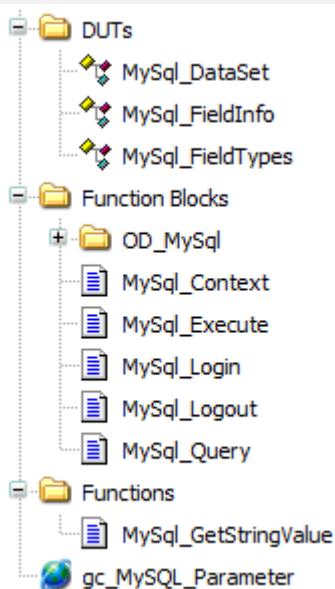 DUTs
MySql_DataSet
MySql_FieldInfo
MySql_FieldTypes
Function Blocks
OD_MySql
MySql_Context
MySql_Execute
MySql_Login
MySql_Logout
MySql_Query
Functions
MySql_GetStringValue
gc_MySQL_Parameter